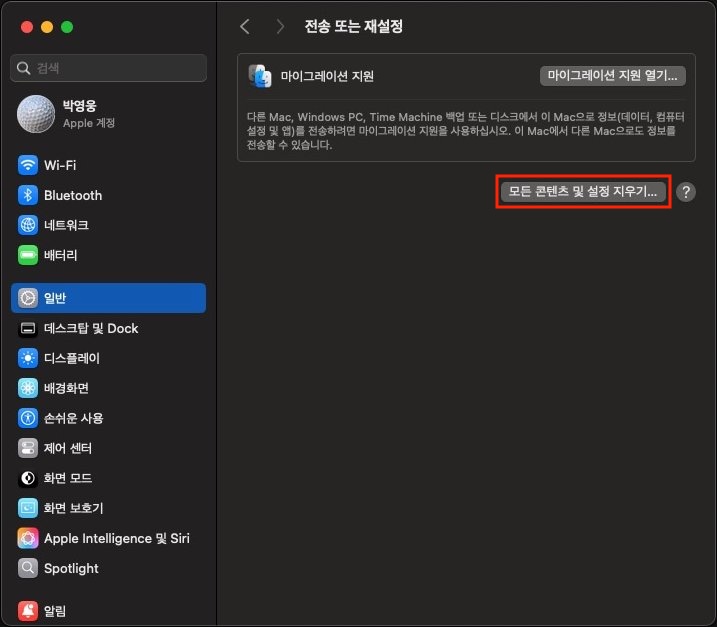 전송 또는 재설정
검색
박영웅
Apple 계정
Wi-Fi
Bluetooth
네트워크
배터리
일반
데스크탑 및 Dock
디스플레이
배경화면
손쉬운 사용
제어 센터
화면 모드
화면 보호기
Apple Intelligence 및 Siri
Spotlight
알림
마이그레이션 지원
마이그레이션 지원 열기...
다른 Mac, Windows PC, Time Machine 백업 또는 디스크에서 이 Mac으로 정보(데이터, 컴퓨터
설정 및 앱)를 전송하려면 마이그레이션 지원을 사용하십시오. 이 Mac에서 다른 Mac으로도 정보를
전송할 수 있습니다.
모든 콘텐츠 및 설정 지우기...
?